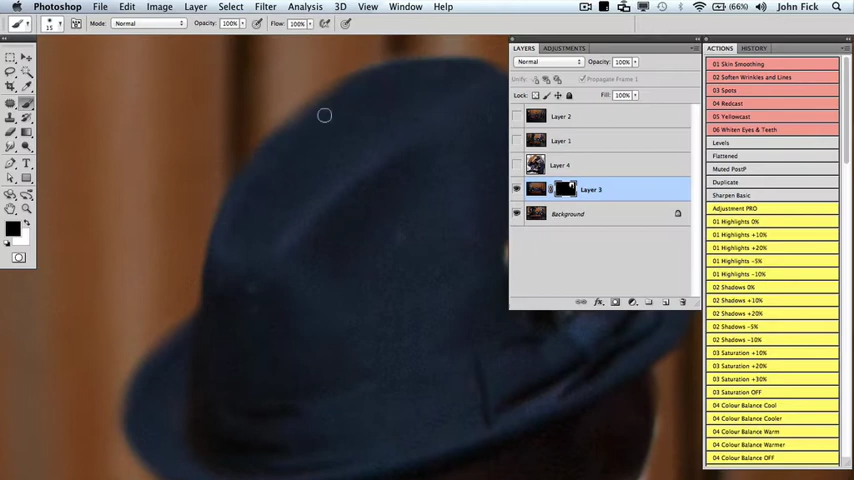 Photoshop File Edit Image Layer Select Filter Analysis 3D View Window Help (66%) John Fick
15 Mode: Normal Opacity: 100% Flow: 100%
LAYERS ADJUSTMENTS
Normal Opacity: 100%
Unify: Propagate Frame 1
Lock: Fill: 100%
Layer 2
Layer 1
Layer 4
Layer 3
Background
fx
ACTIONS HISTORY
01 Skin Smoothing
02 Soften Wrinkles and Lines
03 Spots
04 Redcast
05 Yellowcast
06 Whiten Eyes & Teeth
Levels
Flattened
Muted PostP
Duplicate
Sharpen Basic
Adjustment PRO
01 Highlights 0%
01 Highlights +10%
01 Highlights +20%
01 Highlights -5%
01 Highlights -10%
02 Shadows 0%
02 Shadows +10%
02 Shadows +20%
02 Shadows -5%
02 Shadows -10%
03 Saturation +10%
03 Saturation +20%
03 Saturation +30%
03 Saturation OFF
04 Colour Balance Cool
04 Colour Balance Cooler
04 Colour Balance Warm
04 Colour Balance Warmer
04 Colour Balance OFF